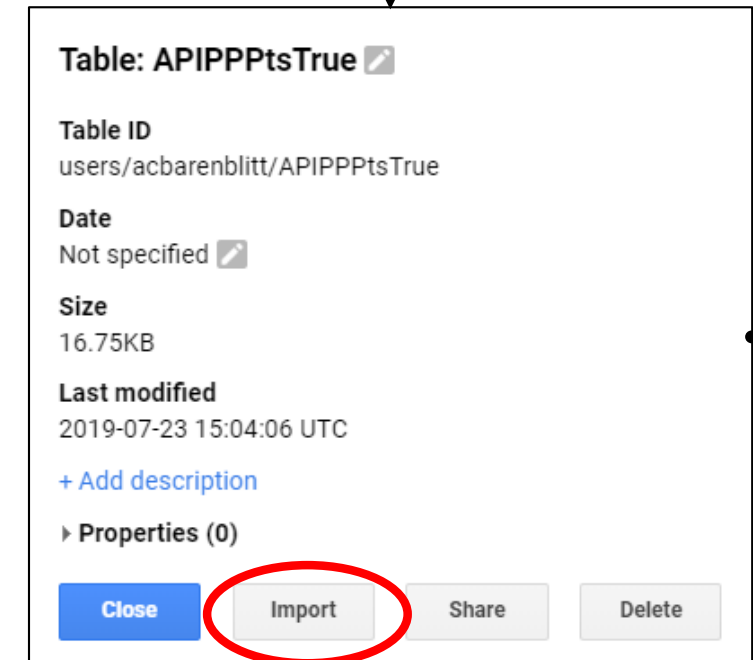 Table: APIPPPtsTrue
Table ID
users/acbarenblitt/APIPPPtsTrue
Date
Not specified
Size
16.75KB
Last modified
2019-07-23 15:04:06 UTC
+ Add description
Properties (0)
Close Import Share Delete